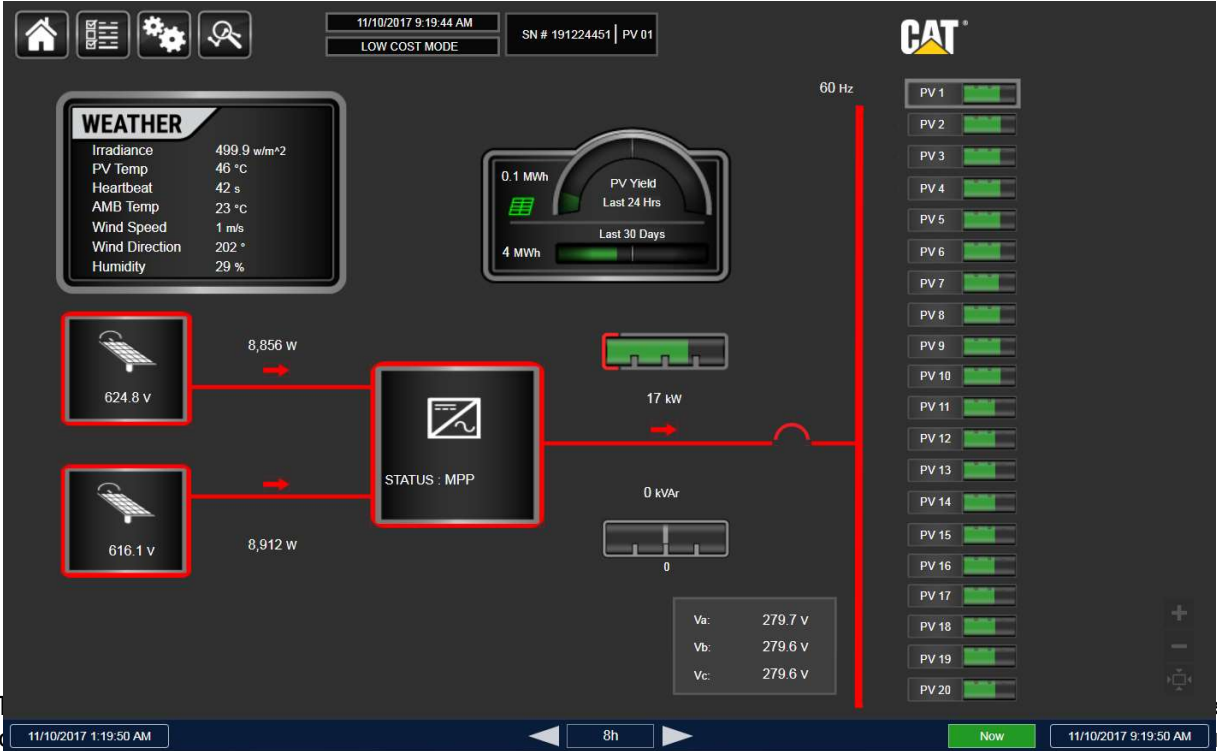 11/10/2017 9:19:44 AM
LOW COST MODE
SN # 191224451 | PV 01
CAT
60 Hz
WEATHER
Irradiance 499.9 w/m^2
PV Temp 46 °C
Heartbeat 42 s
AMB Temp 23 °C
Wind Speed 1 m/s
Wind Direction 202 °
Humidity 29 %
0.1 MWh
PV Yield
Last 24 Hrs
Last 30 Days
4 MWh
8,856 W
624.8 V
STATUS : MPP
616.1 V
8,912 W
17 kW
0 kVAr
0
Va: 279.7 V
Vb: 279.6 V
Vc: 279.6 V
PV 1
PV 2
PV 3
PV 4
PV 5
PV 6
PV 7
PV 8
PV 9
PV 10
PV 11
PV 12
PV 13
PV 14
PV 15
PV 16
PV 17
PV 18
PV 19
PV 20
11/10/2017 1:19:50 AM
8h
Now
11/10/2017 9:19:50 AM